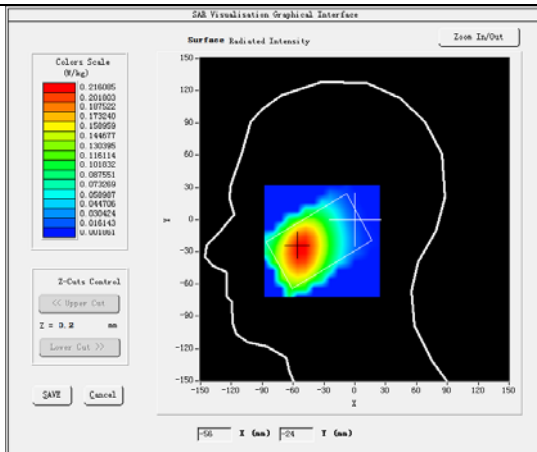 SAR Visualisation Graphical Interface
Surface Radiated Intensity
Zoom In/Out
Colors Scale
(W/kg)
0.216085
0.201803
0.187522
0.173240
0.158959
0.144677
0.130395
0.116114
0.101832
0.087551
0.073269
0.058987
0.044706
0.030424
0.016143
0.001861
Z-Cuts Control
<< Upper Cut
Z = 3.2 mm
Lower Cut >>
SAVE Cancel
150
120
90
60
30
0
-30
-60
-90
-120
-150
Y
-150 -120 -90 -60 -30 0 30 60 90 120 150
X
-56 X (mm) -24 Y (mm)